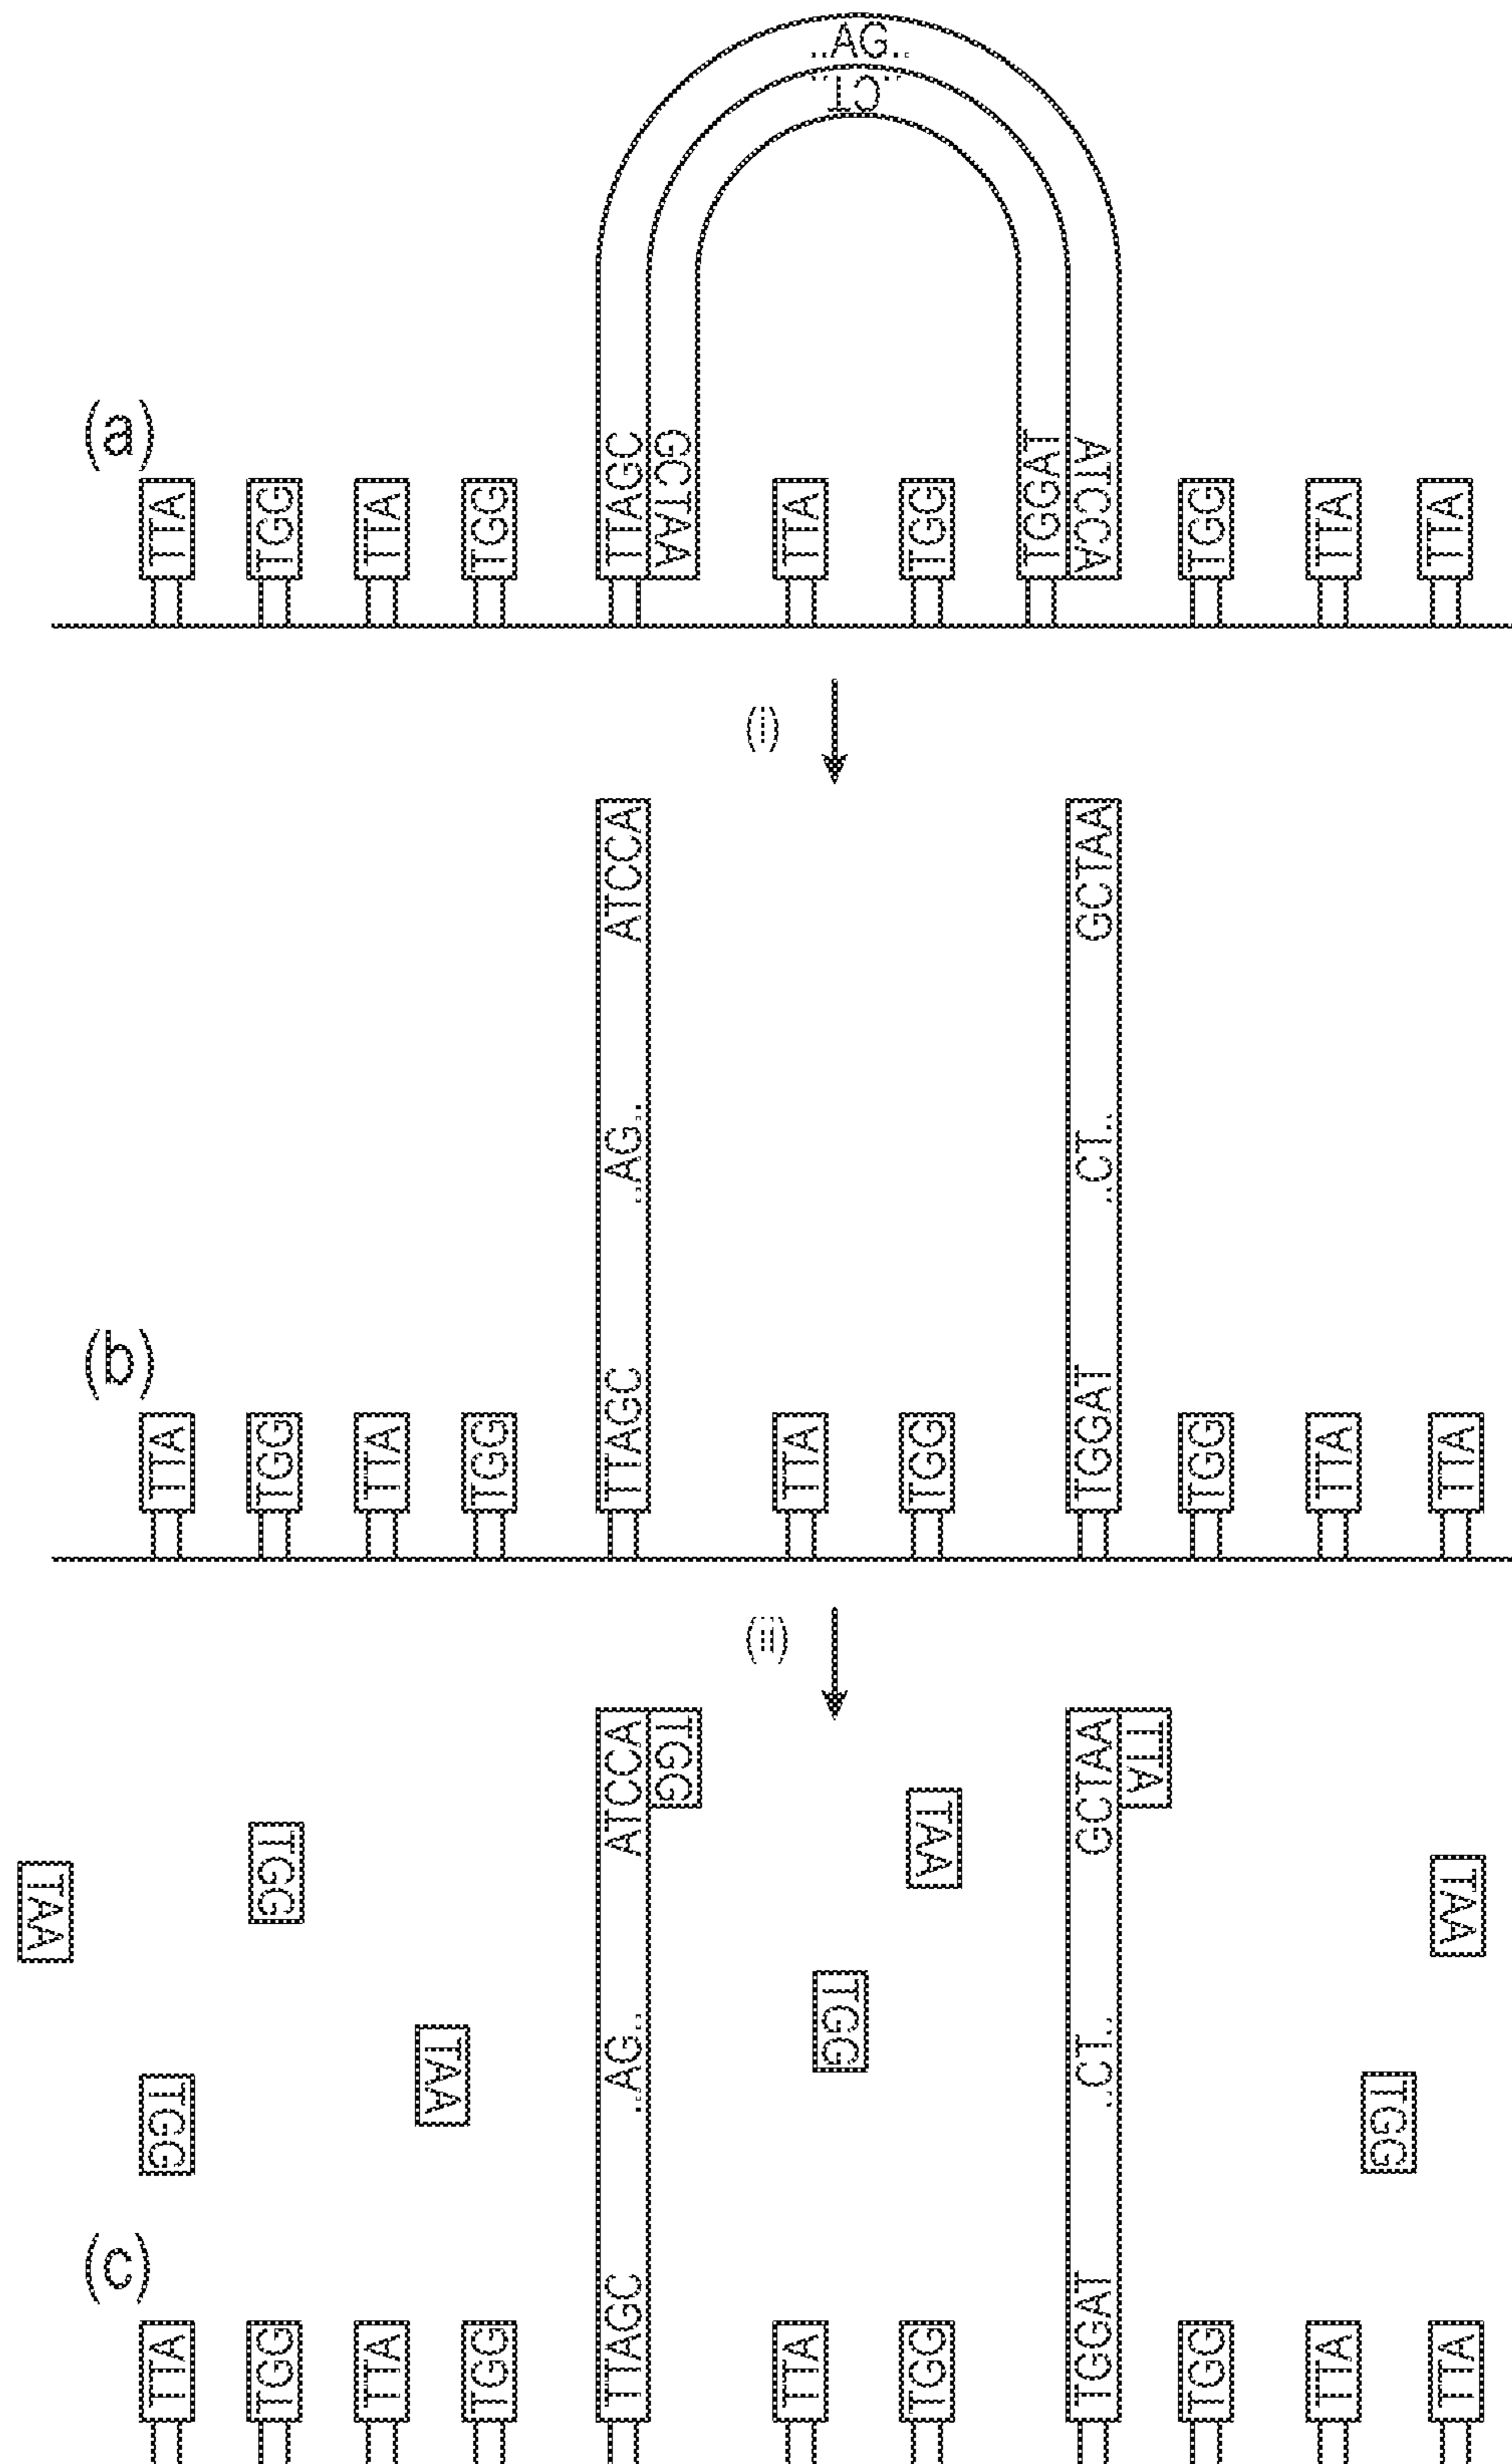 ..AG..
..CT..
(a)
TTA TGG TTA TGG TTAGC GCTAA TTA TGG TGGAT ATCCA TGG TTA TTA
(i)
ATCCA GCTAA
..AG.. ..CT..
(b)
TTA TGG TTA TGG TTAGC TTA TGG TGGAT TGG TTA TTA
(ii)
ATCCA TGG GCTAA TTA
TAA
TGG
TAA
TAA
TGG
TAA
..AG.. ..CT..
TGG
TGG
(c)
TTA TGG TTA TGG TTAGC TTA TGG TGGAT TGG TTA TTA